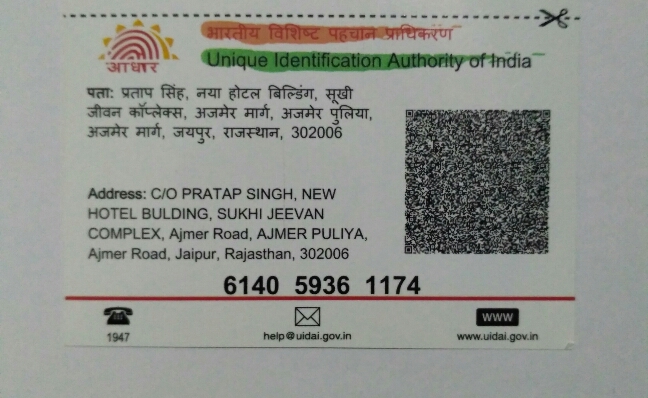 भारतीय विशिष्ट पहचान प्राधिकरण
Unique Identification Authority of India
आधार
पता: प्रताप सिंह, नया होटल बिल्डिंग, सूखी
जीवन कॉप्लेक्स, अजमेर मार्ग, अजमेर पुलिया,
अजमेर मार्ग, जयपुर, राजस्थान, 302006
Address: C/O PRATAP SINGH, NEW
HOTEL BULDING, SUKHI JEEVAN
COMPLEX, Ajmer Road, AJMER PULIYA,
Ajmer Road, Jaipur, Rajasthan, 302006
6140 5936 1174
1947
help@uidai.gov.in
www
www.uidai.gov.in